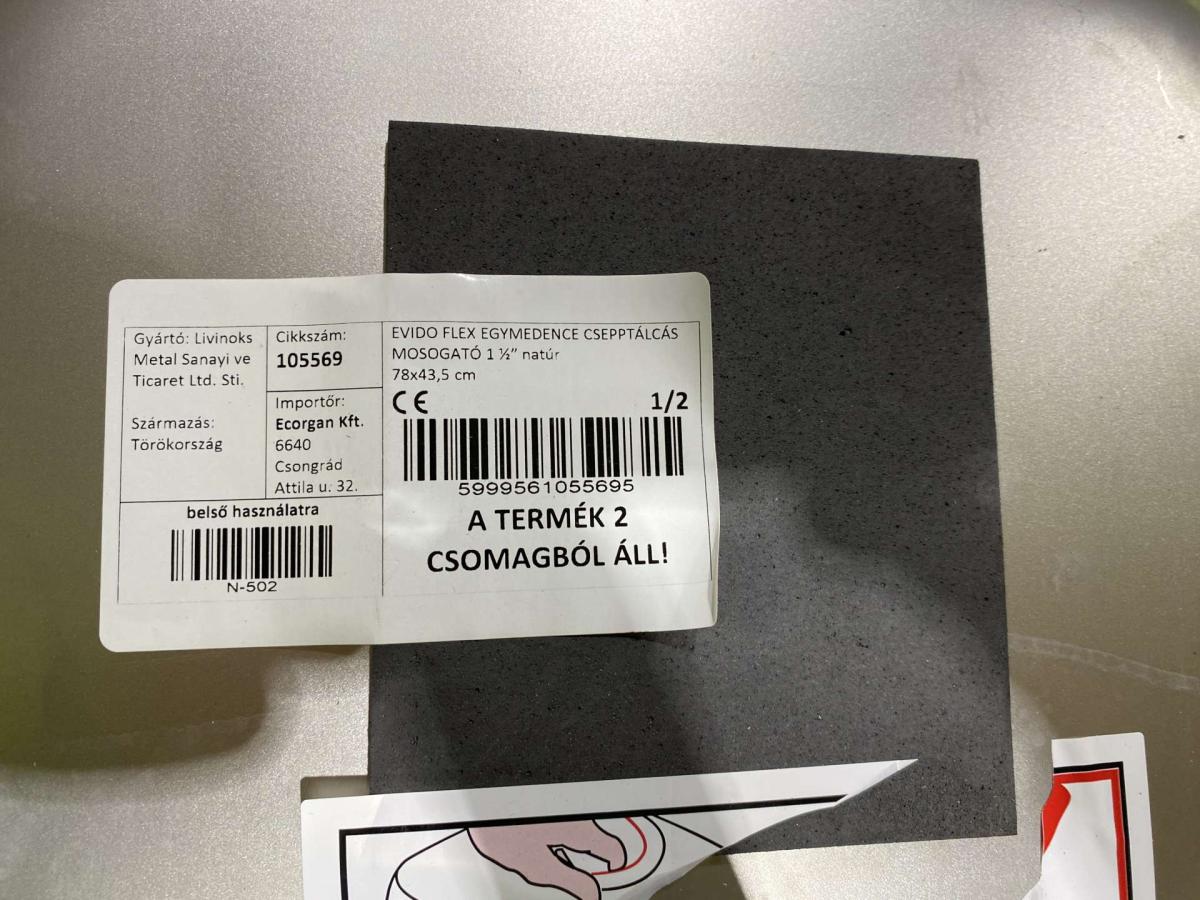 Gyártó: Livinoks
Metal Sanayi ve
Ticaret Ltd. Sti.
Származás:
Törökország
Cikkszám:
105569
Importőr:
Ecorgan Kft.
6640
Csongrád
Attila u. 32.
belső használatra
N-502
EVIDO FLEX EGYMEDENCE CSEPPTÁLCÁS
MOSOGATÓ 1 ½” natúr
78x43,5 cm
CE 1/2
5999561055695
A TERMÉK 2
CSOMAGBÓL ÁLL!